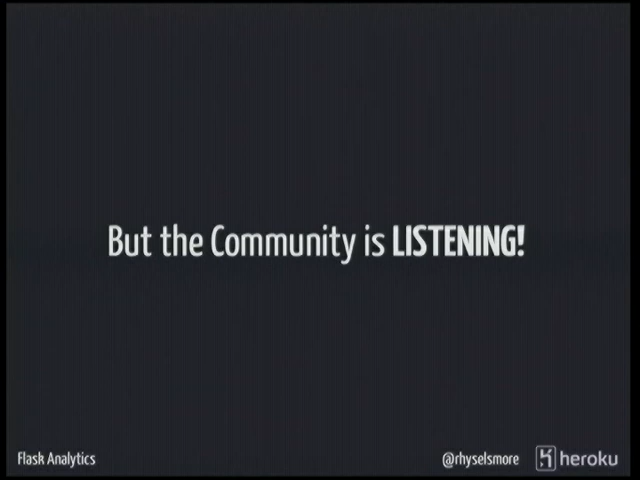 But the Community is LISTENING!
Flask Analytics
@rhyselsmore
heroku